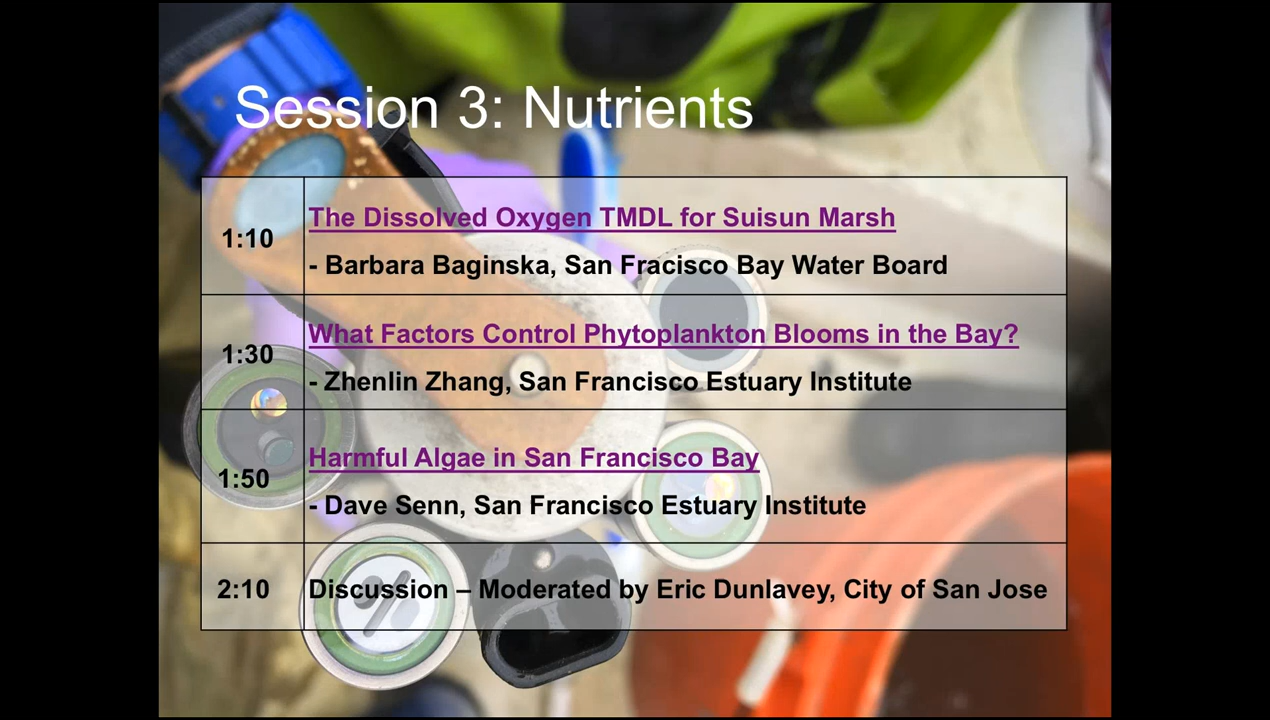 Session 3: Nutrients
1:10
The Dissolved Oxygen TMDL for Suisun Marsh
- Barbara Baginska, San Fracisco Bay Water Board
1:30
What Factors Control Phytoplankton Blooms in the Bay?
- Zhenlin Zhang, San Francisco Estuary Institute
1:50
Harmful Algae in San Francisco Bay
- Dave Senn, San Francisco Estuary Institute
2:10
Discussion – Moderated by Eric Dunlavey, City of San Jose